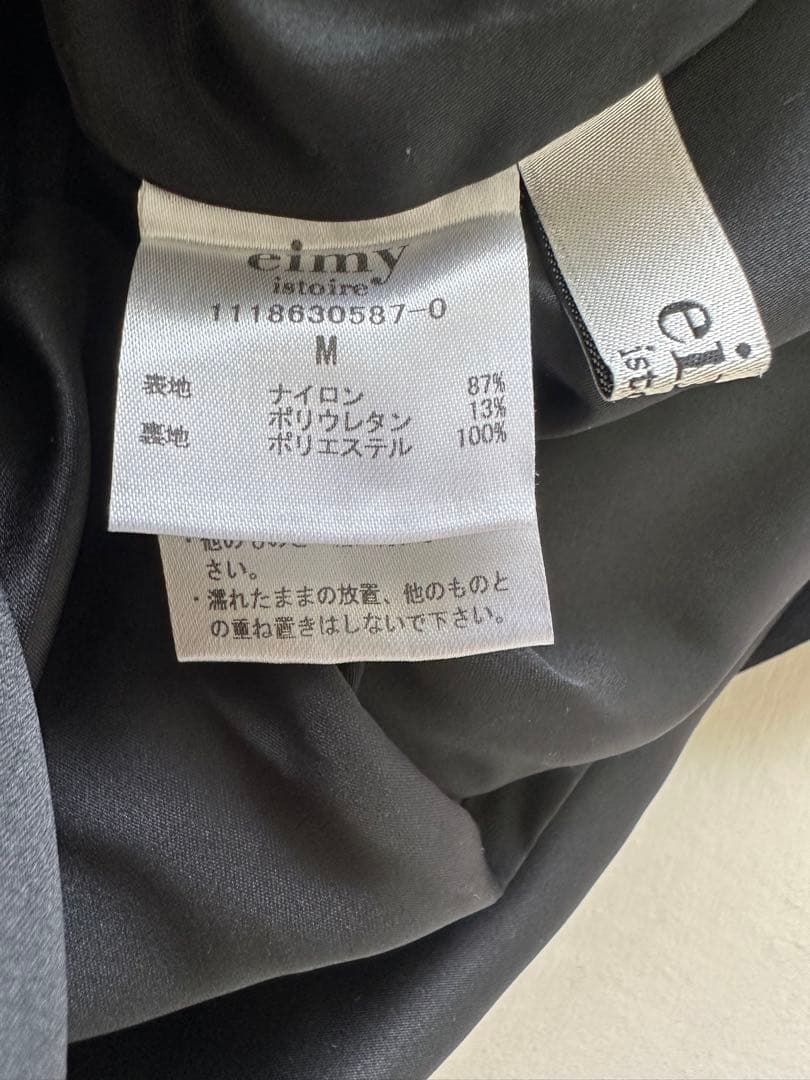 eimy
istoire
1118630587-0
M
表地 ナイロン 87%
ポリウレタン 13%
裏地 ポリエステル 100%
さい。
・濡れたままの放置、他のものと
の重ね置きはしないで下さい。